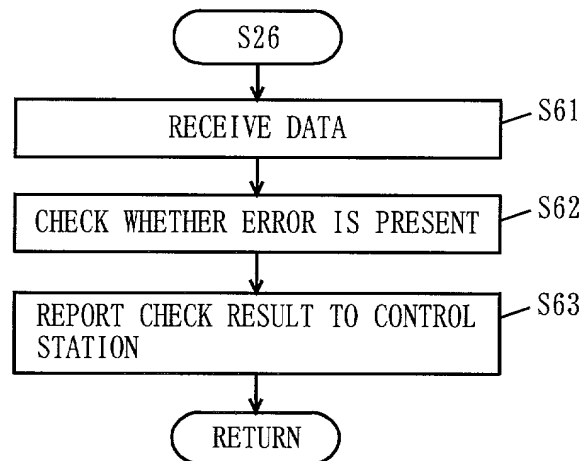 S26
RECEIVE DATA
S61
CHECK WHETHER ERROR IS PRESENT
S62
REPORT CHECK RESULT TO CONTROL
STATION
S63
RETURN